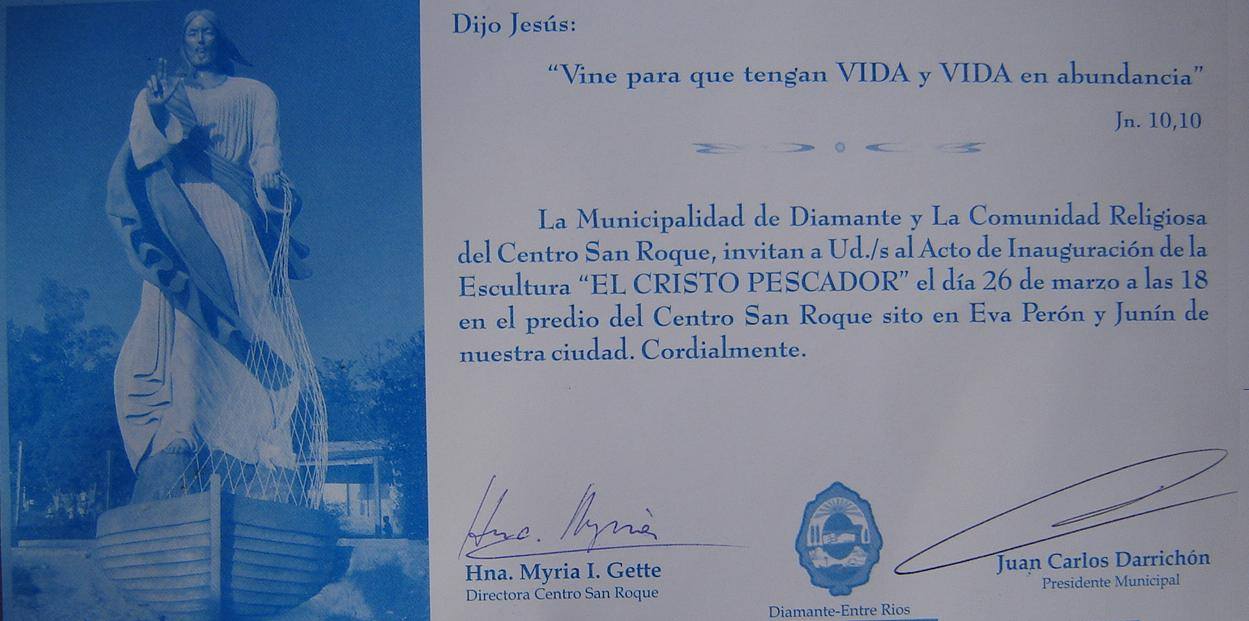 Dijo Jesús:
“Vine para que tengan VIDA y VIDA en abundancia”
Jn. 10,10
La Municipalidad de Diamante y La Comunidad Religiosa
del Centro San Roque, invitan a Ud./s al Acto de Inauguración de la
Escultura “EL CRISTO PESCADOR” el día 26 de marzo a las 18
en el predio del Centro San Roque sito en Eva Perón y Junín de
nuestra ciudad. Cordialmente.
Hna. Myria
Hna. Myria I. Gette
Directora Centro San Roque
Diamante-Entre Rios
Juan Carlos Darrichón
Presidente Municipal